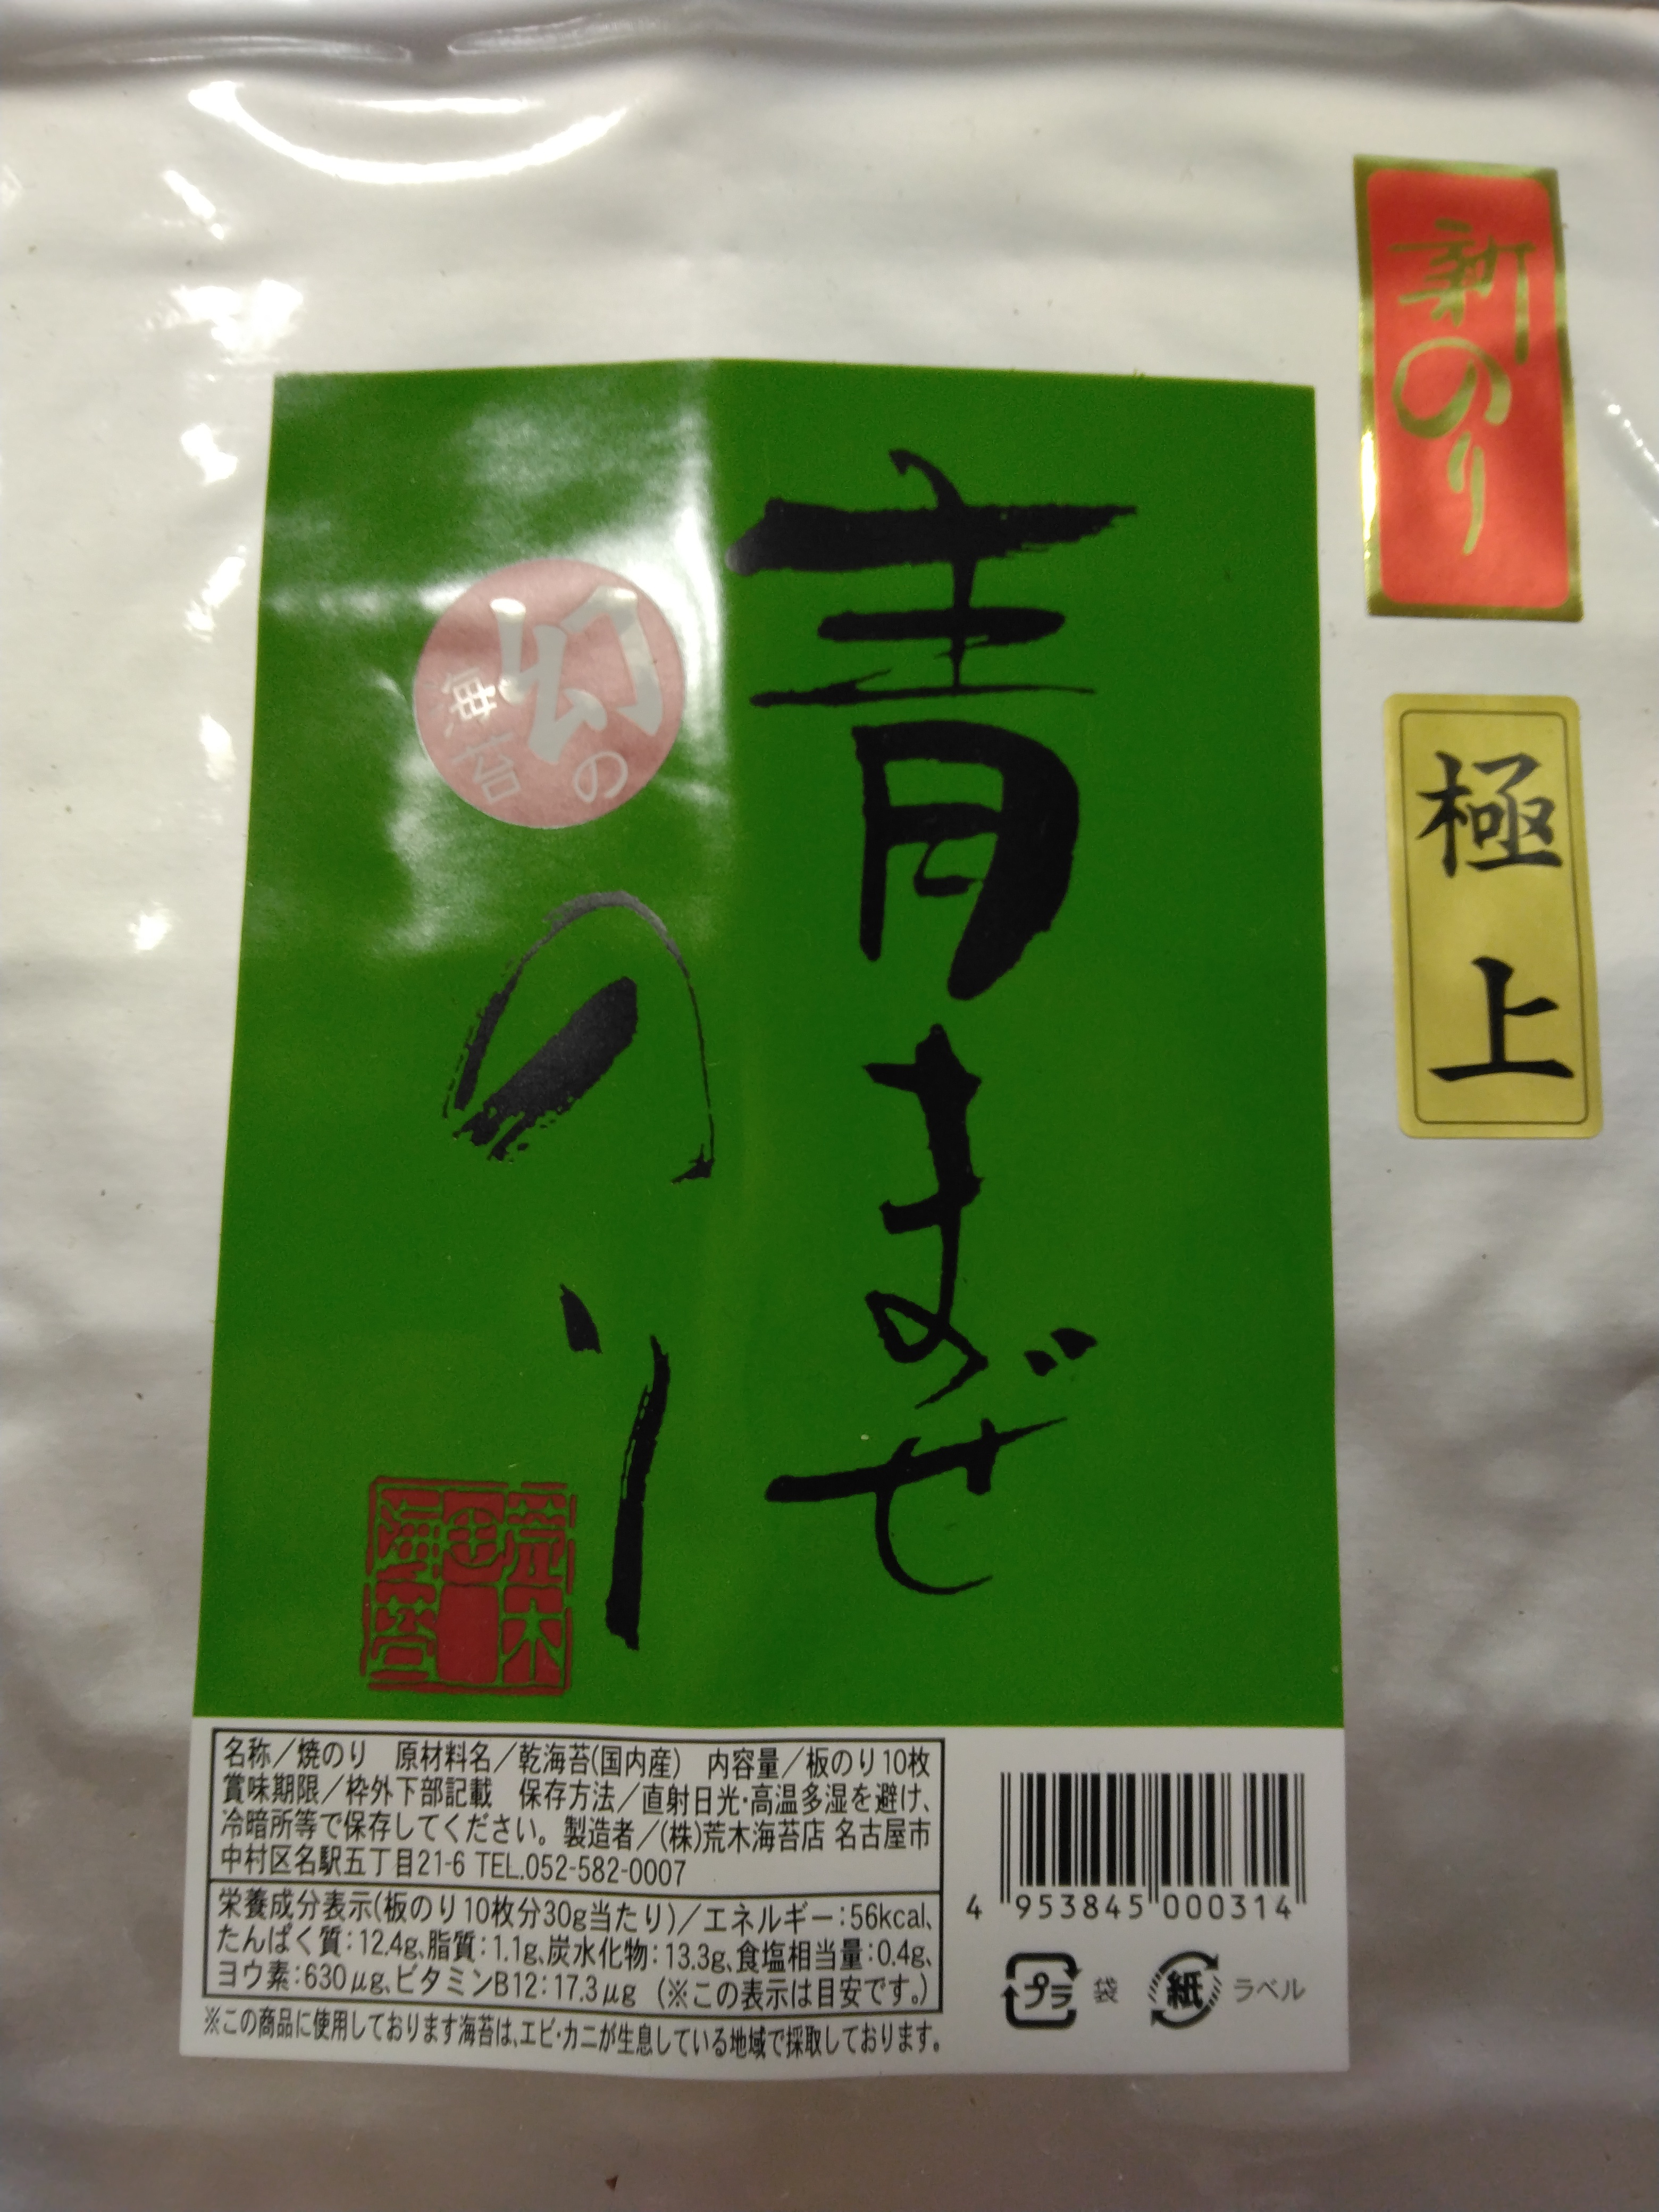 新のり
極上
青まぜ
のり
幻の
海苔
荒木
海苔
名称／焼のり　原材料名／乾海苔(国内産)　内容量／板のり10枚
賞味期限／枠外下部記載　保存方法／直射日光・高温多湿を避け、
冷暗所等で保存してください。製造者／(株)荒木海苔店 名古屋市
中村区名駅五丁目21-6 TEL.052-582-0007
栄養成分表示(板のり10枚分30g当たり)／エネルギー：56kcal、
たんぱく質：12.4g、脂質：1.1g、炭水化物：13.3g、食塩相当量：0.4g、
ヨウ素：630μg、ビタミンB12：17.3μg（※この表示は目安です。）
※この商品に使用しております海苔は、エビ・カニが生息している地域で採取しております。
4 953845 000314
プラ 袋
紙 ラベル